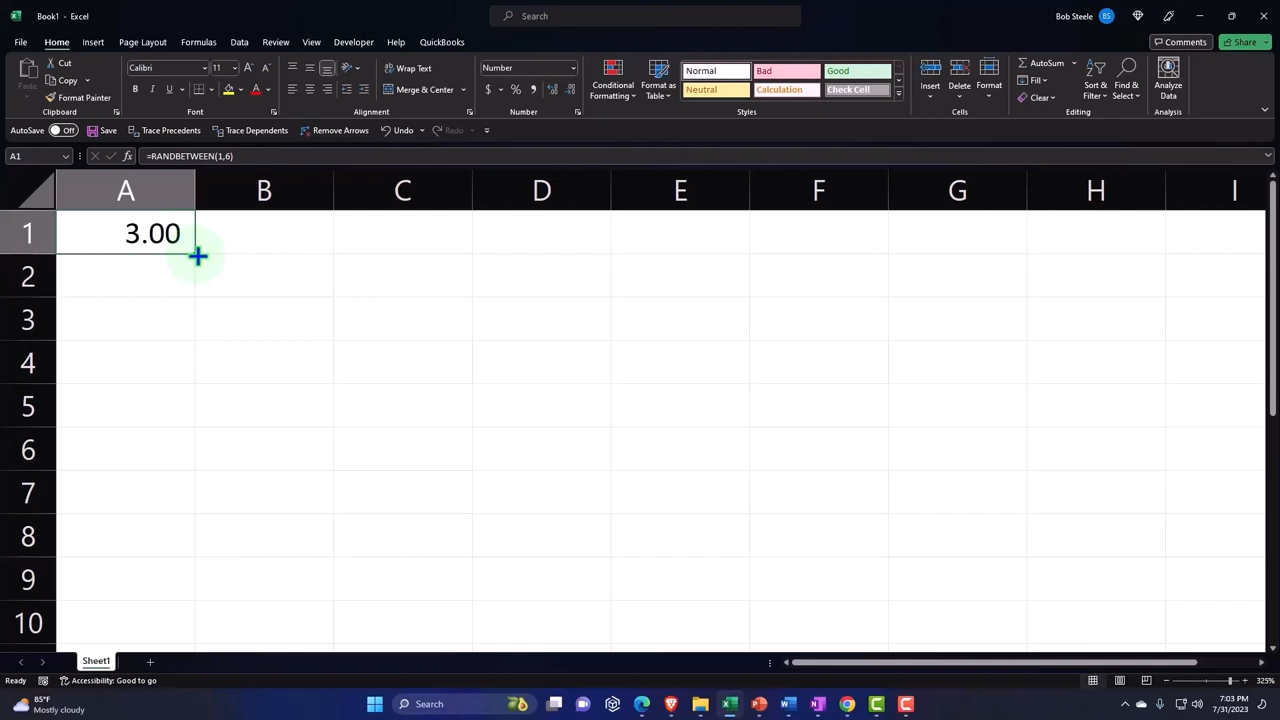 Book1 - Excel
Search
Bob Steele BS
File Home Insert Page Layout Formulas Data Review View Developer Help QuickBooks
Comments Share
Paste
Cut
Copy
Format Painter
Clipboard
Calibri 11
B I U
Font
Wrap Text
Merge & Center
Alignment
Number
$ % 9
Number
Conditional Formatting
Format as Table
Normal Bad Good
Neutral Calculation Check Cell
Styles
Insert Delete Format
Cells
AutoSum
Fill
Clear
Sort & Filter
Find & Select
Editing
Analyze Data
Analysis
AutoSave Off Save Trace Precedents Trace Dependents Remove Arrows Undo Redo
A1 fx =RANDBETWEEN(1,6)
A B C D E F G H I
1 3.00
2
3
4
5
6
7
8
9
10
Sheet1
Ready Accessibility: Good to go 325%
85°F
Mostly cloudy
Search
7:03 PM
7/31/2023